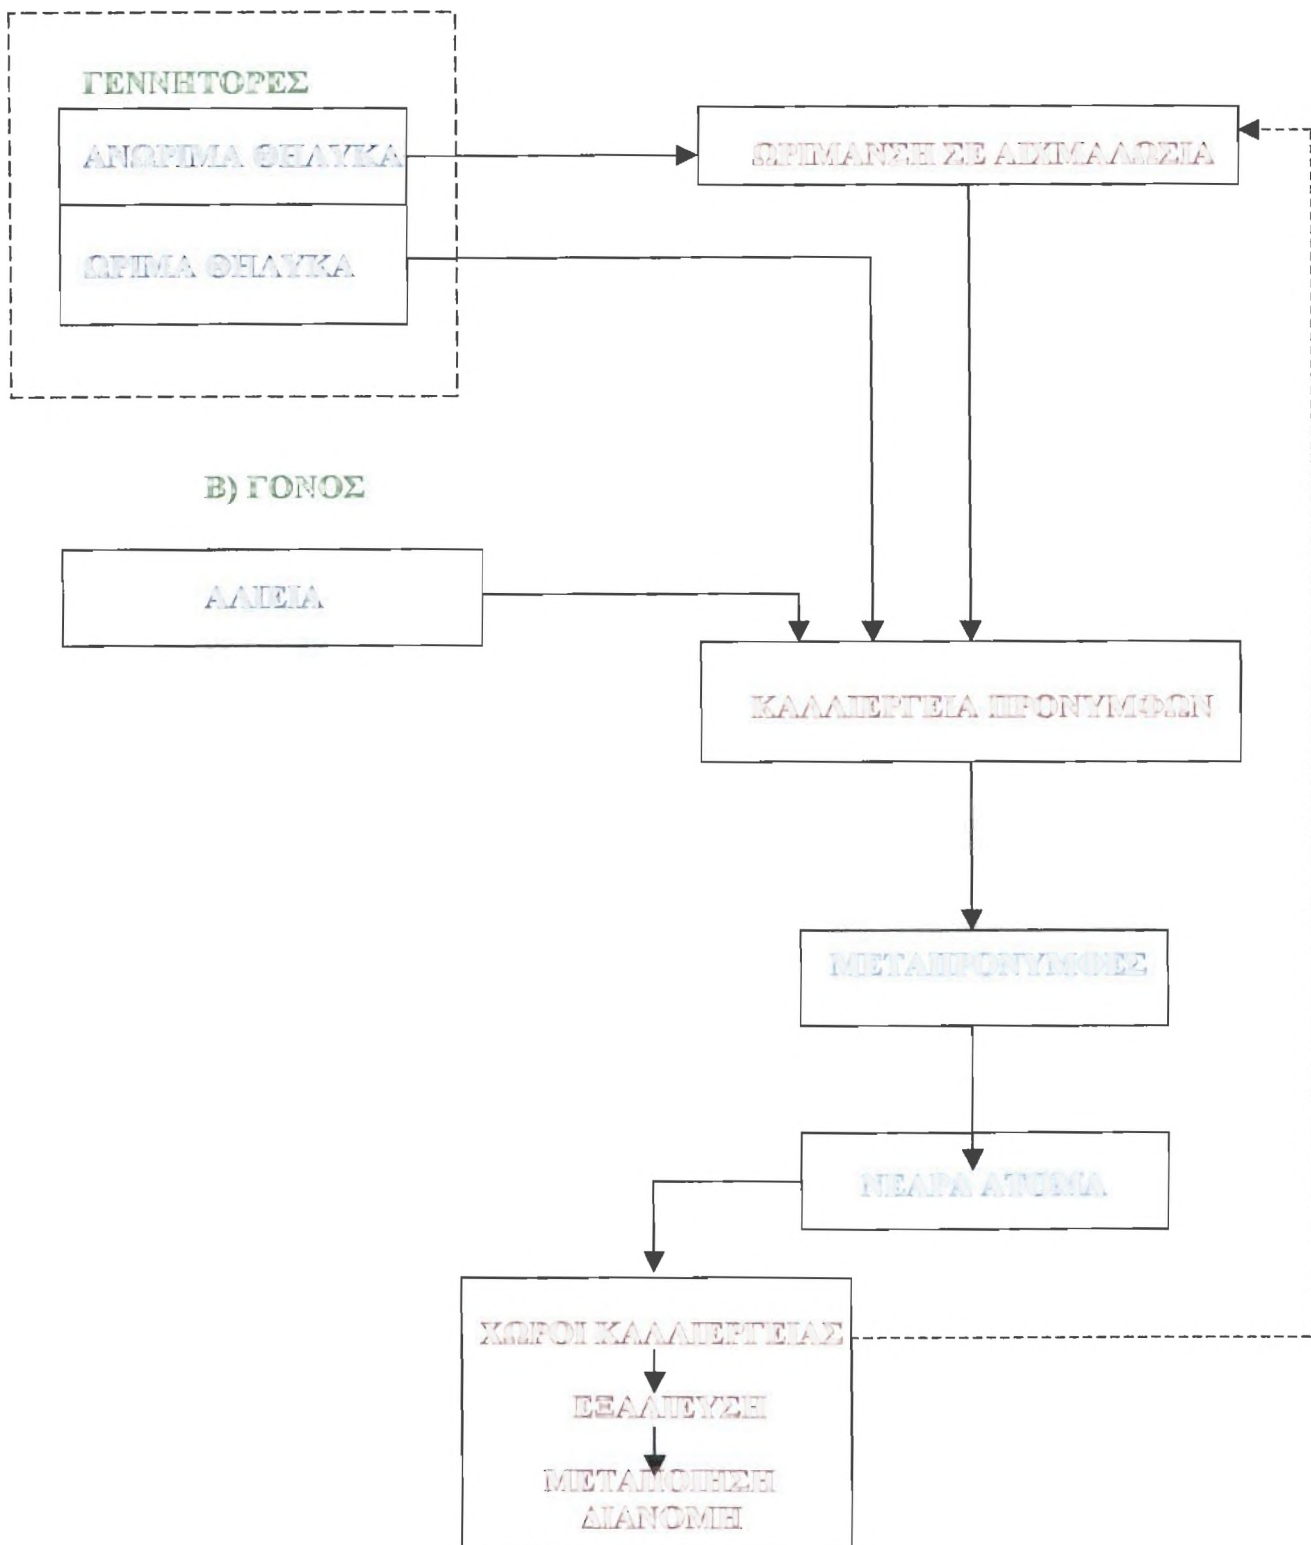 ΓΕΝΝΗΤΟΡΕΣ
ΑΝΩΡΙΜΑ ΘΗΛΥΚΑ
ΩΡΙΜΑΝΣΗ ΣΕ ΑΙΧΜΑΛΩΣΙΑ
ΩΡΙΜΑ ΘΗΛΥΚΑ
Β) ΓΟΝΟΣ
ΑΛΙΕΙΑ
ΚΑΛΛΙΕΡΓΕΙΑ ΠΡΟΝΥΜΦΩΝ
ΜΕΤΑΠΡΟΝΥΜΦΕΣ
ΝΕΑΡΑ ΑΤΟΜΑ
ΧΩΡΟΙ ΚΑΛΛΙΕΡΓΕΙΑΣ
ΕΞΑΛΙΕΥΣΗ
ΜΕΤΑΠΟΙΗΣΗ
ΔΙΑΝΟΜΗ